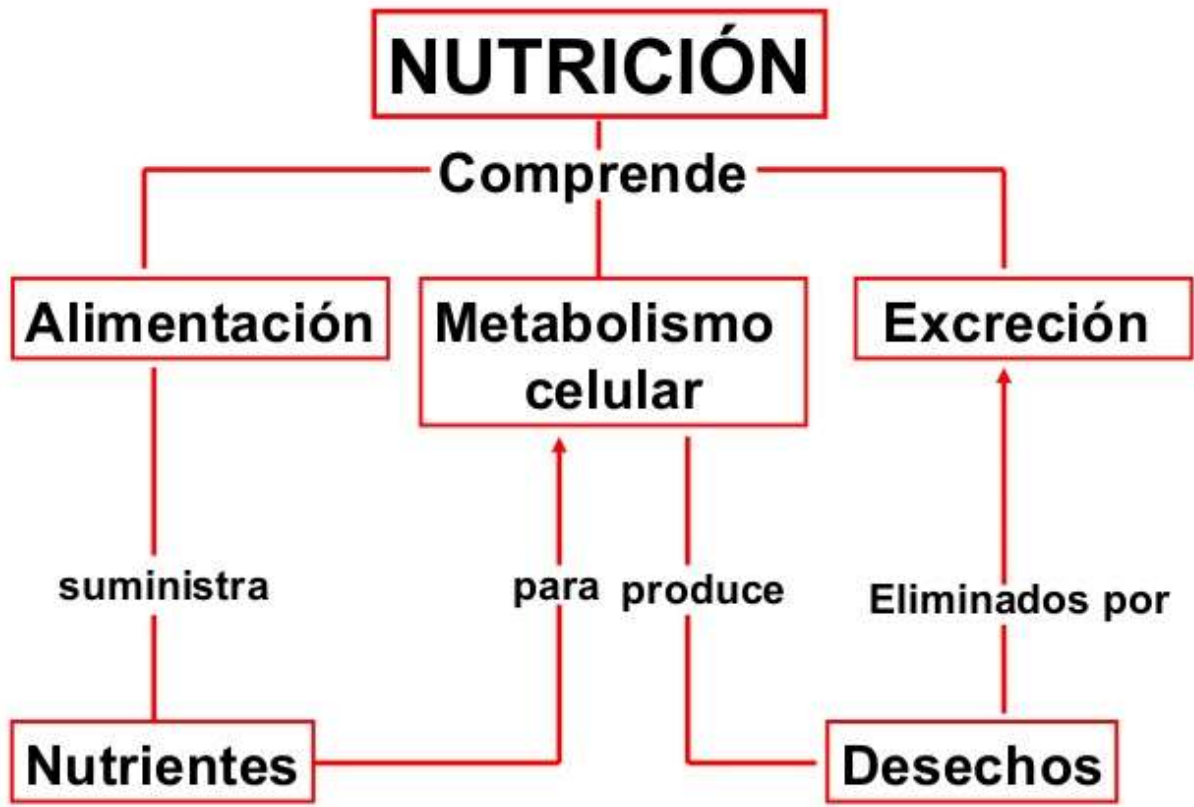 NUTRICIÓN
Comprende
Alimentación
Metabolismo
celular
Excreción
suministra
para
produce
Eliminados por
Nutrientes
Desechos